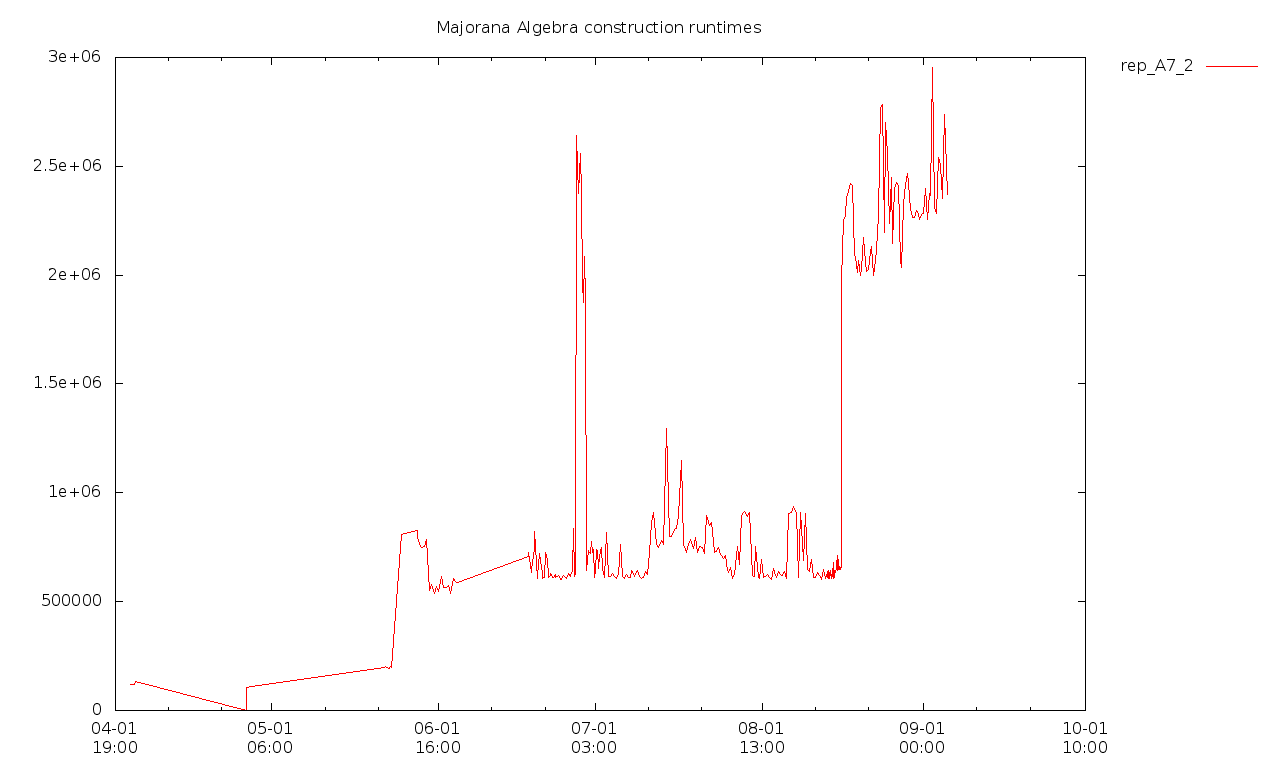 Majorana Algebra construction runtimes
rep_A7_2
3e+06
2.5e+06
2e+06
1.5e+06
1e+06
500000
0
04-01 05-01 06-01 07-01 08-01 09-01 10-01
19:00 06:00 16:00 03:00 13:00 00:00 10:00